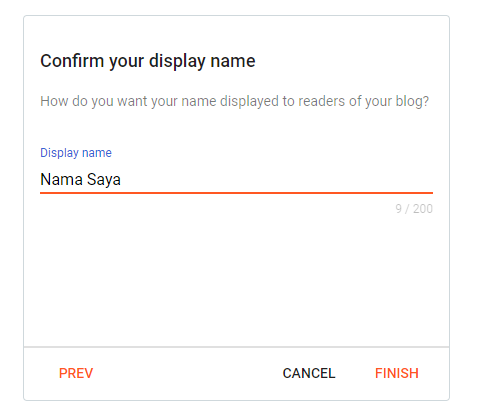 Confirm your display name
How do you want your name displayed to readers of your blog?
Display name
Nama Saya
9 / 200
PREV CANCEL FINISH